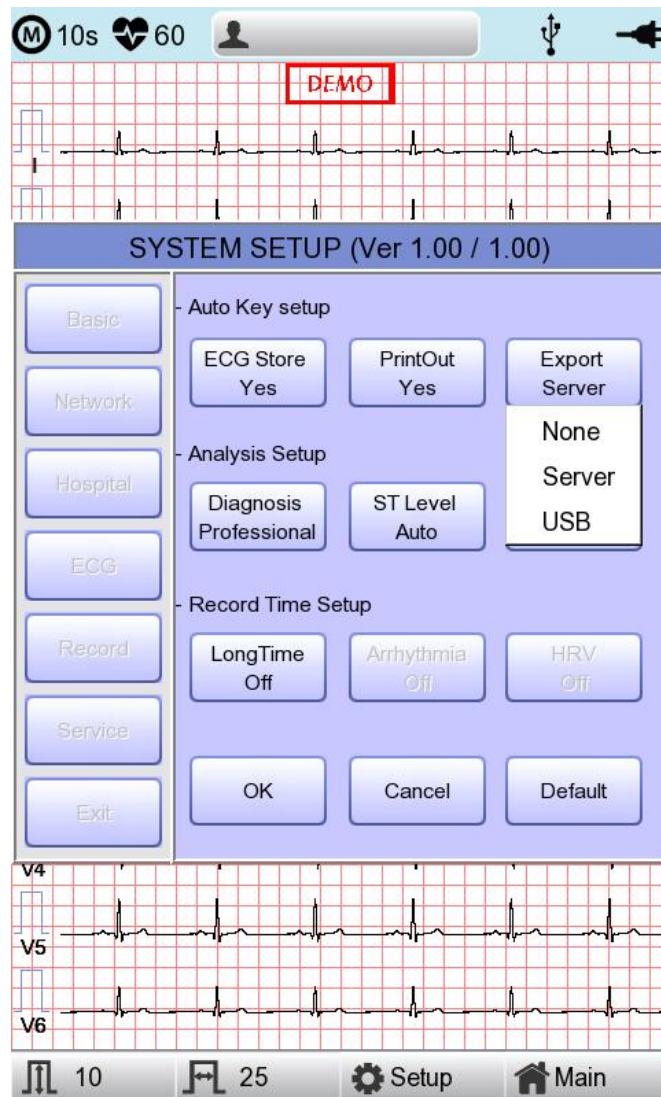 M 10s 60
DEMO
I
SYSTEM SETUP (Ver 1.00 / 1.00)
Basic
Network
Hospital
ECG
Record
Service
Exit
- Auto Key setup
ECG Store
Yes
PrintOut
Yes
Export
Server
None
Server
USB
- Analysis Setup
Diagnosis
Professional
ST Level
Auto
- Record Time Setup
LongTime
Off
Arrhythmia
Off
HRV
Off
OK
Cancel
Default
V4
V5
V6
10
25
Setup
Main